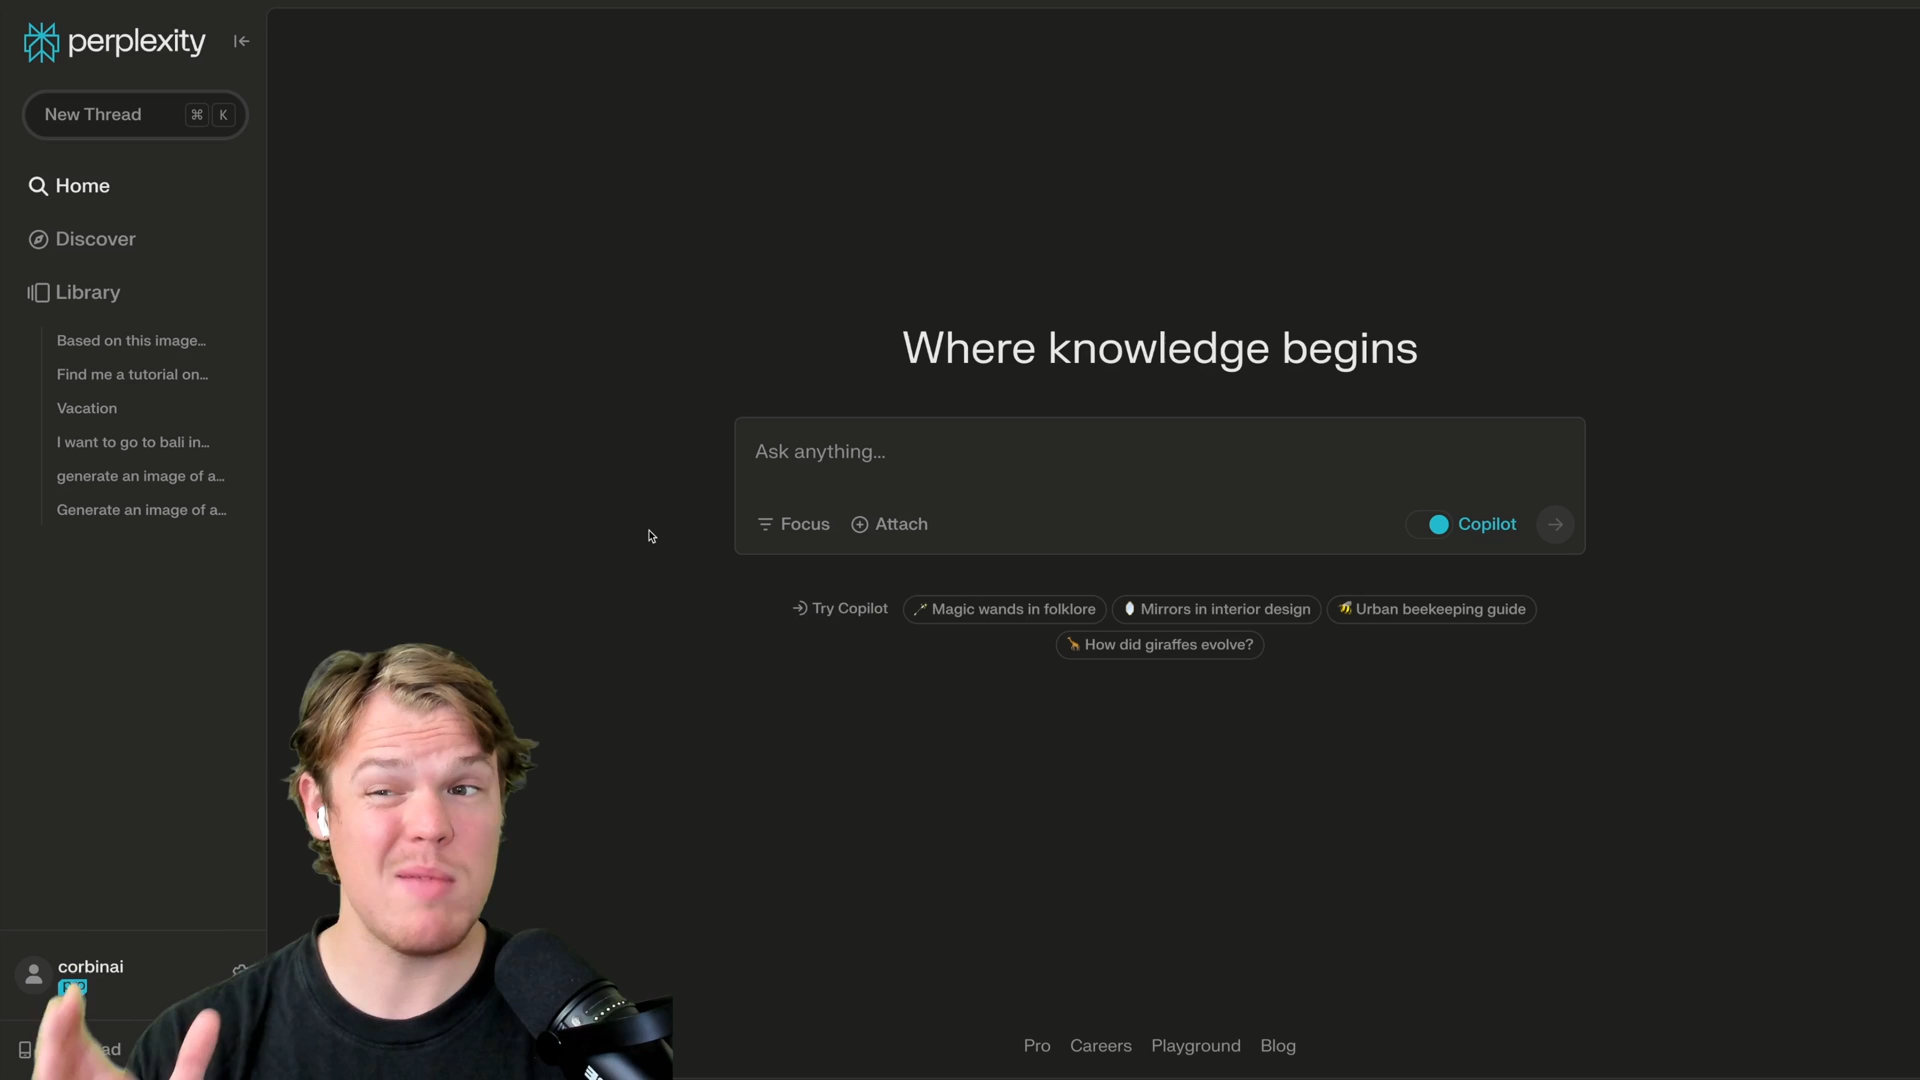 perplexity
New Thread ⌘ K
Home
Discover
Library
Based on this image...
Find me a tutorial on...
Vacation
I want to go to bali in...
generate an image of a...
Generate an image of a...
Where knowledge begins
Ask anything...
Focus Attach Copilot
Try Copilot Magic wands in folklore Mirrors in interior design Urban beekeeping guide
How did giraffes evolve?
corbinai
Pro Careers Playground Blog